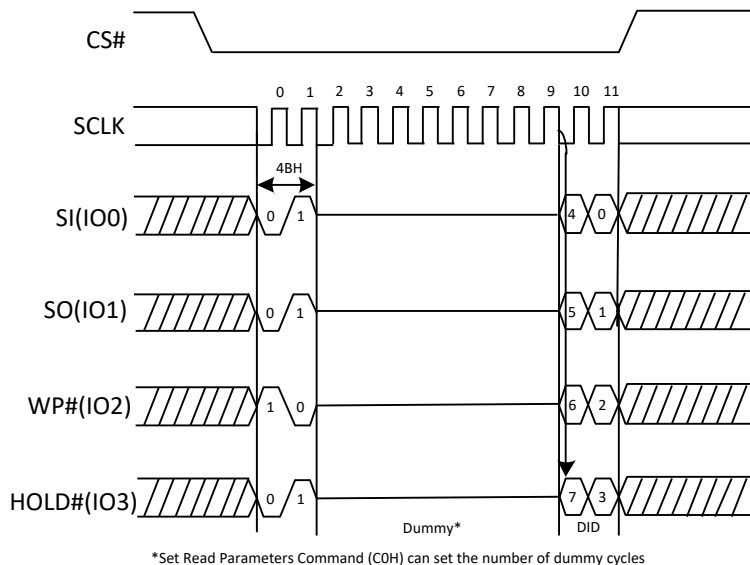 CS#
0 1 2 3 4 5 6 7 8 9 10 11
SCLK
4BH
SI(IO0) 0 1 4 0
SO(IO1) 0 1 5 1
WP#(IO2) 1 0 6 2
HOLD#(IO3) 0 1 7 3
Dummy* DID
*Set Read Parameters Command (C0H) can set the number of dummy cycles